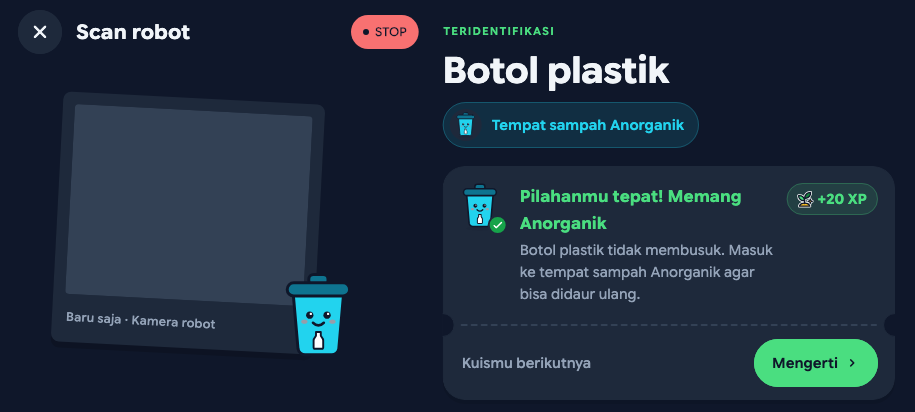 Scan robot
STOP
Baru saja · Kamera robot
TERIDENTIFIKASI
Botol plastik
Tempat sampah Anorganik
Pilahanmu tepat! Memang
Anorganik
+20 XP
Botol plastik tidak membusuk. Masuk
ke tempat sampah Anorganik agar
bisa didaur ulang.
Kuismu berikutnya
Mengerti